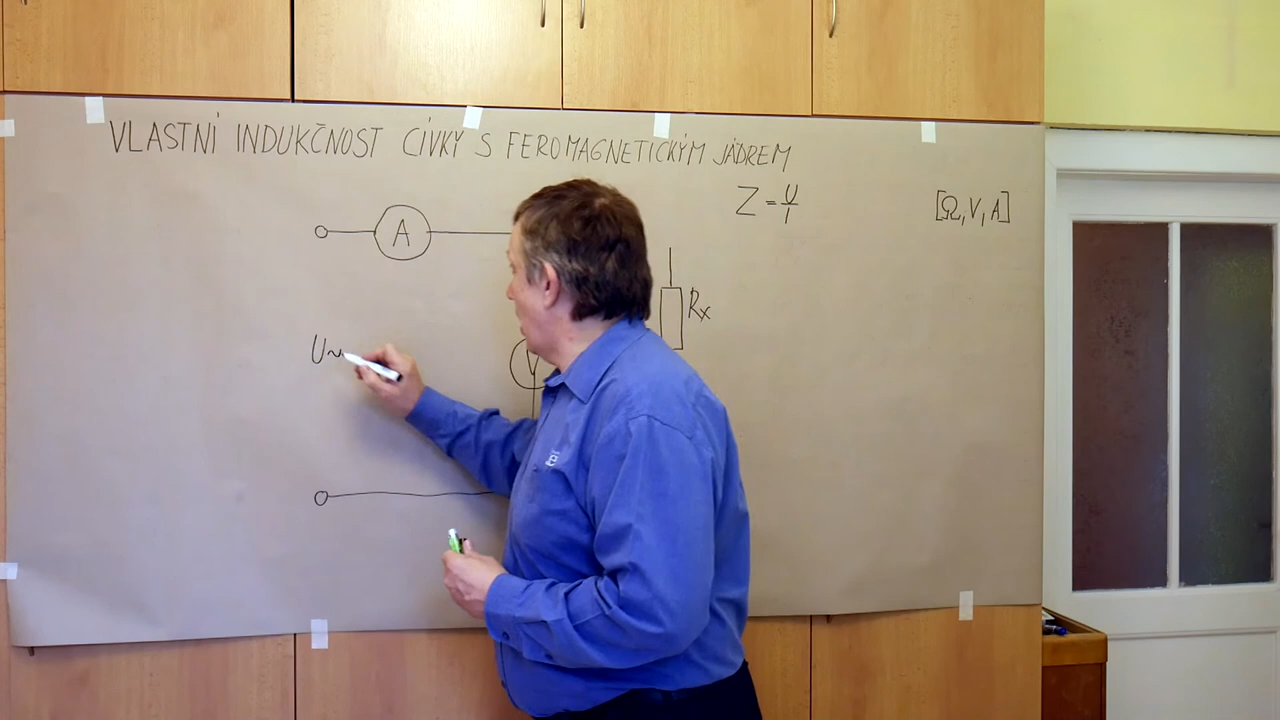 VLASTNÍ INDUKČNOST CÍVKY S FEROMAGNETICKÝM JÁDREM
Z = U/I
[Ω, V, A]
A
Rx
U~
V